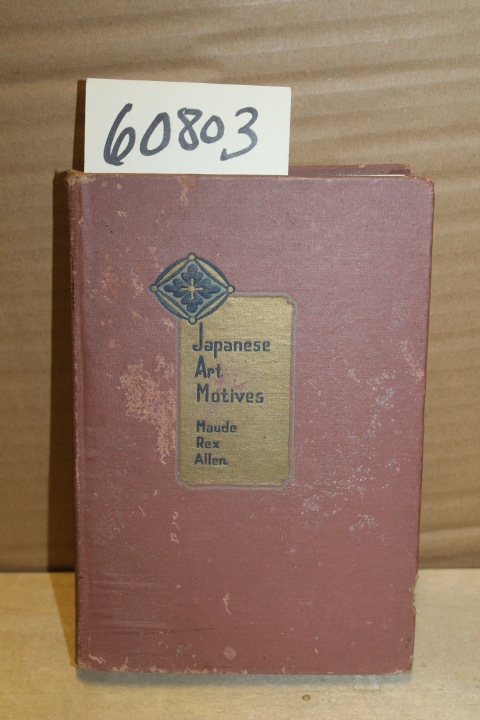 60803
Japanese
Art
Motives
Maude
Rex
Allen